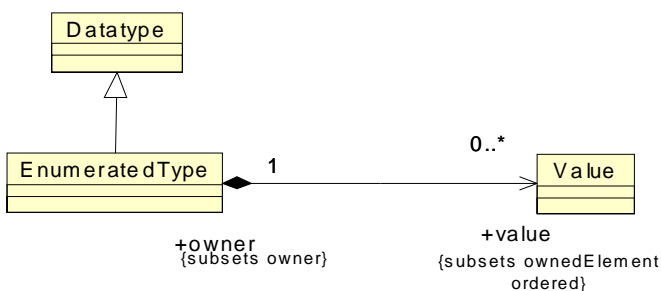 Datatype
EnumeratedType
1
0..*
Value
+owner
{subsets owner}
+value
{subsets ownedElement
ordered}